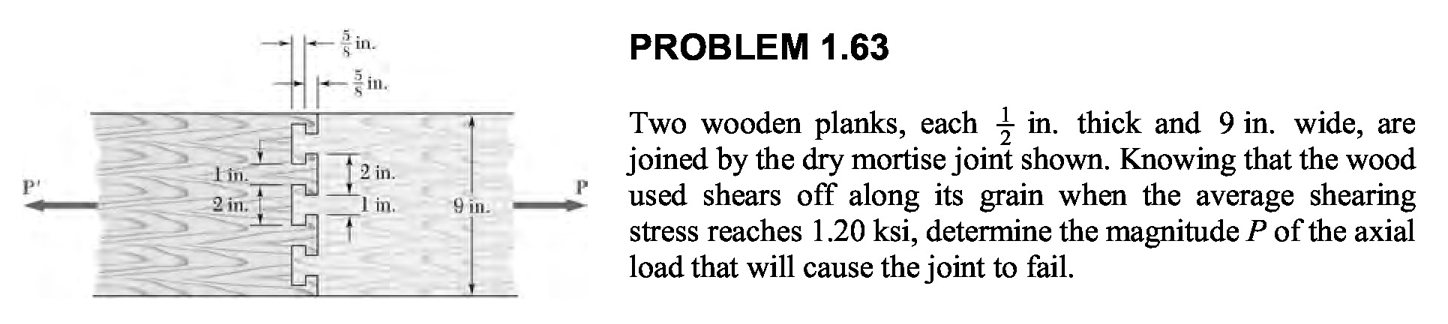 5/8 in.
5/8 in.
PROBLEM 1.63
Two wooden planks, each 1/2 in. thick and 9 in. wide, are
joined by the dry mortise joint shown. Knowing that the wood
used shears off along its grain when the average shearing
stress reaches 1.20 ksi, determine the magnitude P of the axial
load that will cause the joint to fail.
1 in.
2 in.
P'
2 in.
1 in.
9 in.
P